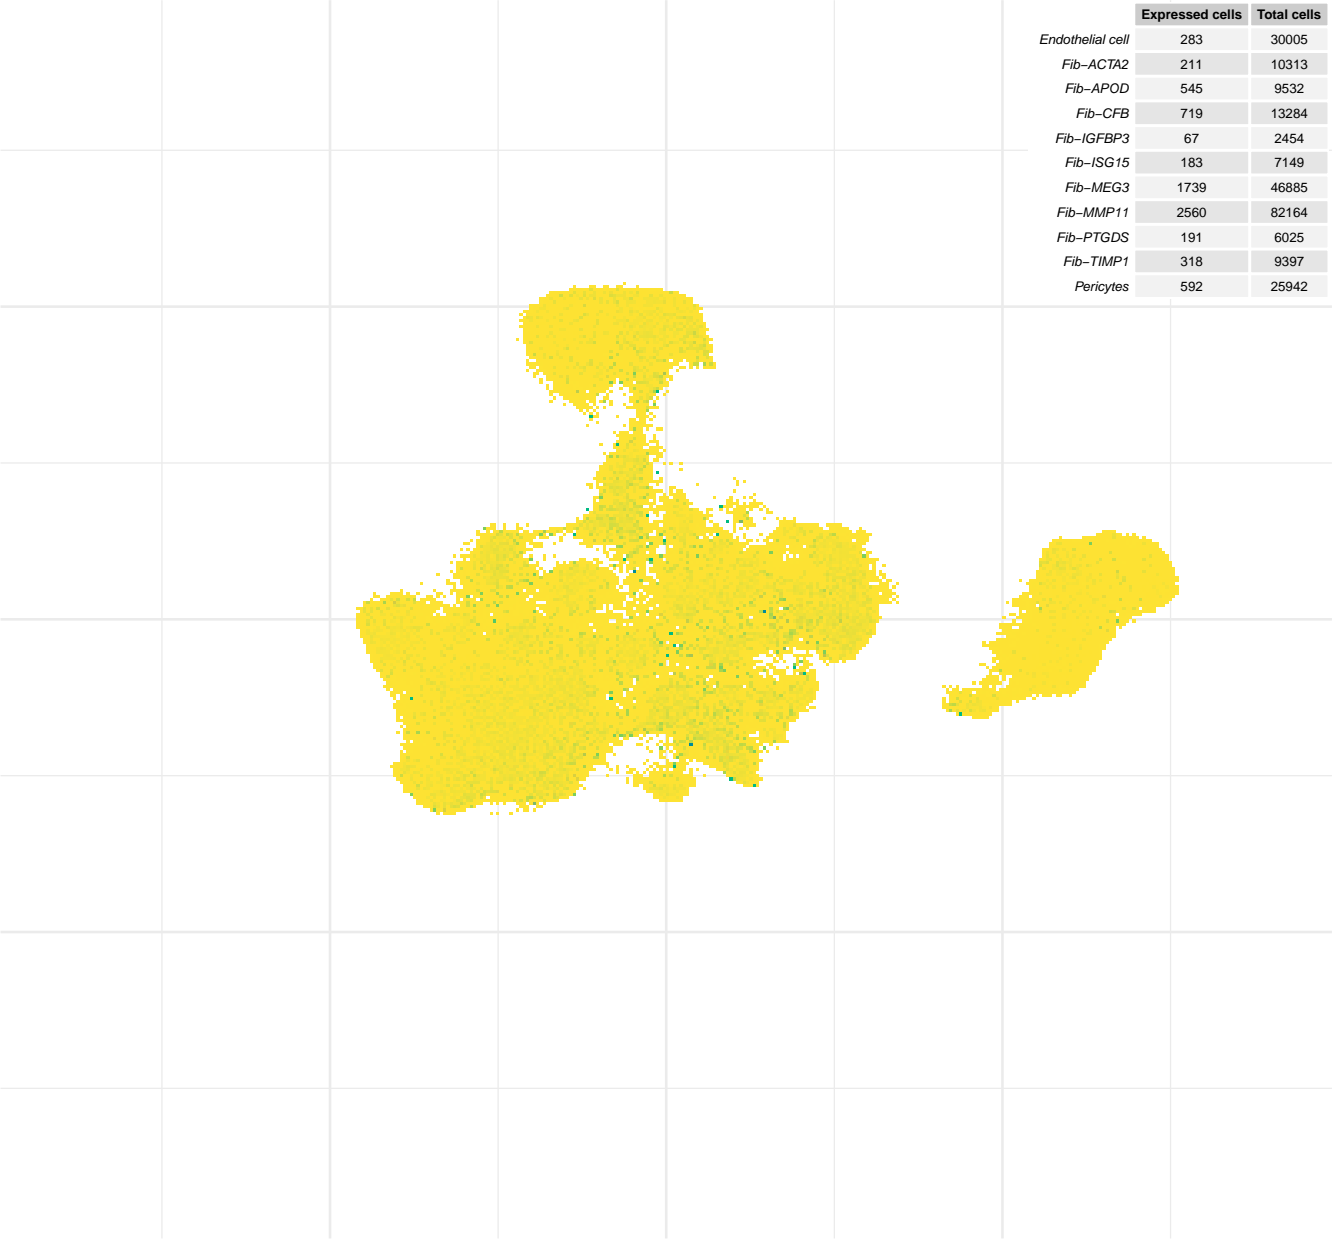 Expressed cells Total cells
Endothelial cell 283 30005
Fib−ACTA2 211 10313
Fib−APOD 545 9532
Fib−CFB 719 13284
Fib−IGFBP3 67 2454
Fib−ISG15 183 7149
Fib−MEG3 1739 46885
Fib−MMP11 2560 82164
Fib−PTGDS 191 6025
Fib−TIMP1 318 9397
Pericytes 592 25942